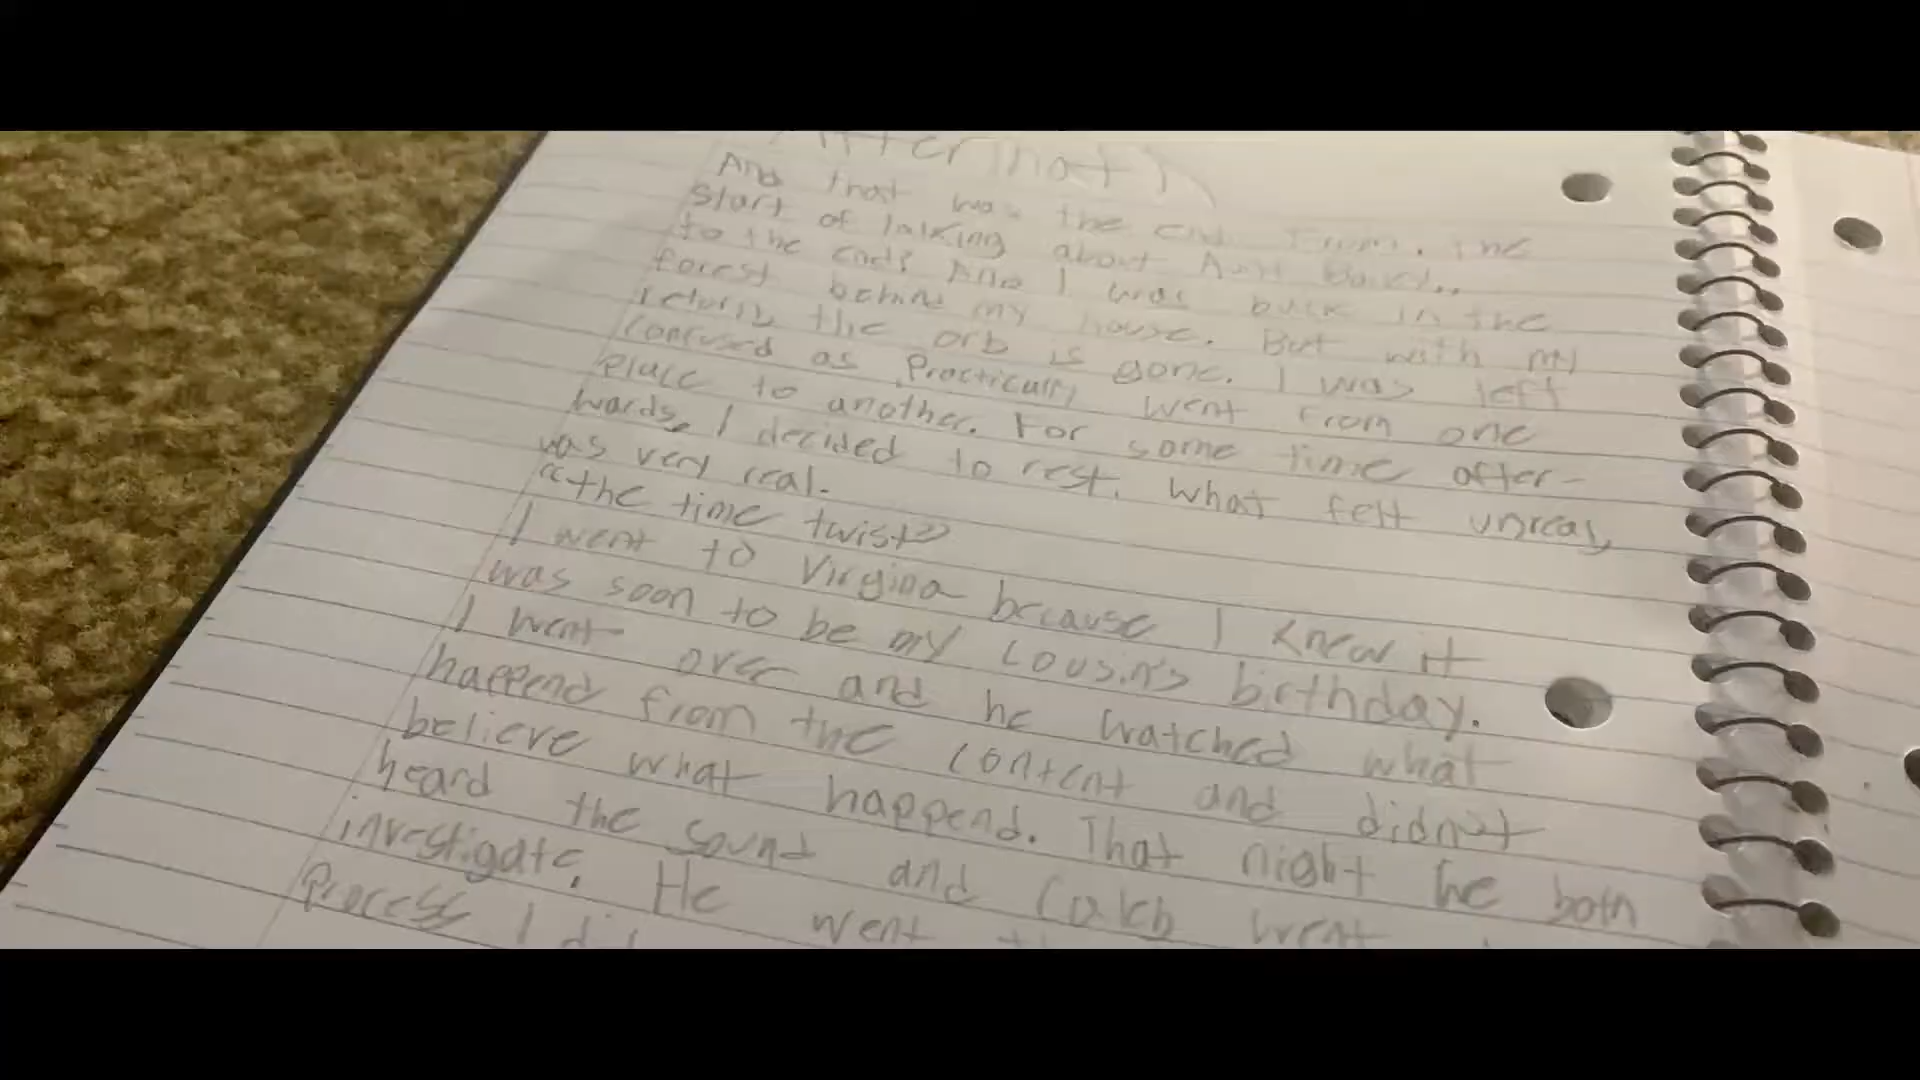 And that was the end. From. the
start of talking about Aunt
to the end? And I was back in the
forest behind my house. But with my
return the orb is gone. I was left
confused as Practically went from one
place to another. For some time after-
wards, I decided to rest. What felt unreal,
was very real.
"the time twist"
I went to Virgina because I knew it
was soon to be my cousin's birthday.
I went over and he watched what
happend from the content and didn't
believe what happend. That night we both
heard the sound and Caleb went
investigate. He went
Process I